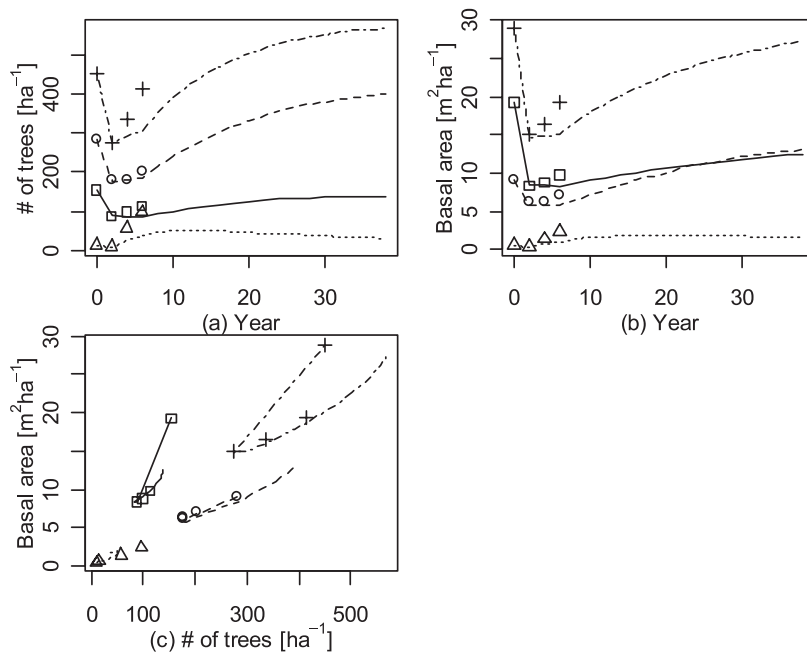 # of trees [ha⁻¹]
400
200
0
0 10 20 30
(a) Year
Basal area [m²ha⁻¹]
30
20
10
5
0
0 10 20 30
(b) Year
Basal area [m²ha⁻¹]
30
20
10
5
0
0 100 300 500
(c) # of trees [ha⁻¹]